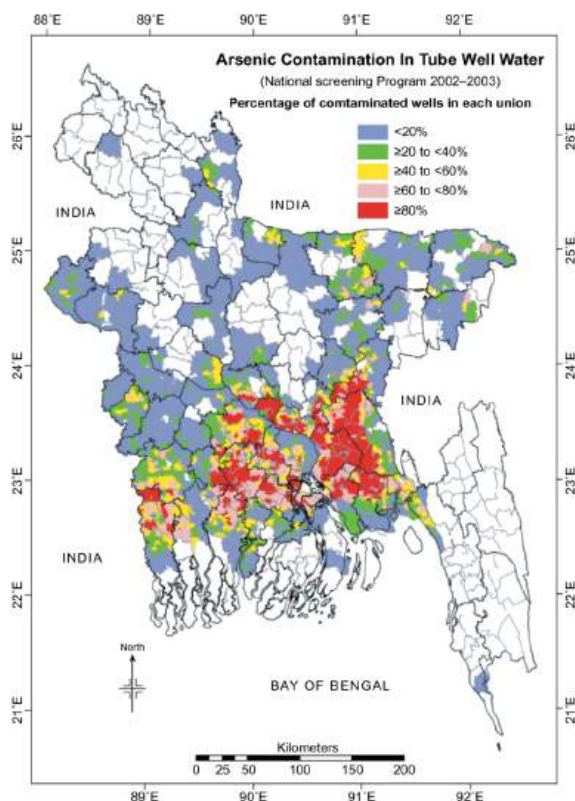 88°E 89°E 90°E 91°E 92°E
Arsenic Contamination In Tube Well Water
(National screening Program 2002–2003)
Percentage of comtaminated wells in each union
<20%
≥20 to <40%
≥40 to <60%
≥60 to <80%
≥80%
26°E
INDIA
INDIA
25°E
25°E
24°E
24°E
INDIA
23°E
23°E
INDIA
22°E
22°E
North
BAY OF BENGAL
21°E
21°E
Kilometers
0 25 50 100 150 200
89°E 90°E 91°E 92°E
26°E